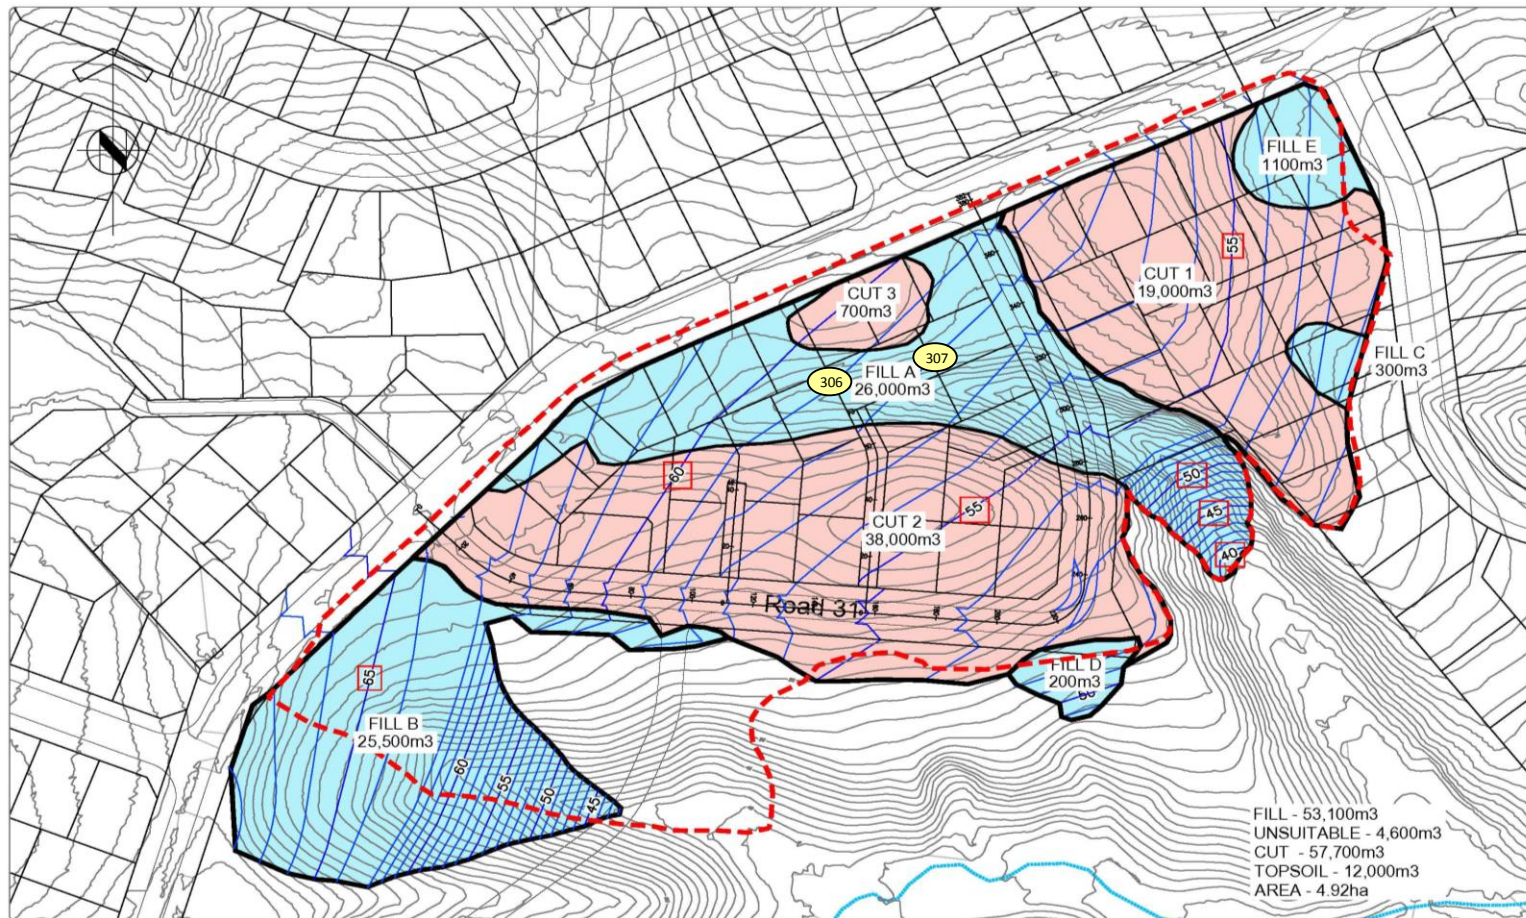 FILL E
1100m3
55
CUT 1
19,000m3
CUT 3
700m3
307
FILL C
300m3
306
FILL A
26,000m3
60
50
55
45
CUT 2
38,000m3
40
Road 31
FILL D
200m3
65
FILL B
25,500m3
60
55
50
45
FILL - 53,100m3
UNSUITABLE - 4,600m3
CUT - 57,700m3
TOPSOIL - 12,000m3
AREA - 4.92ha